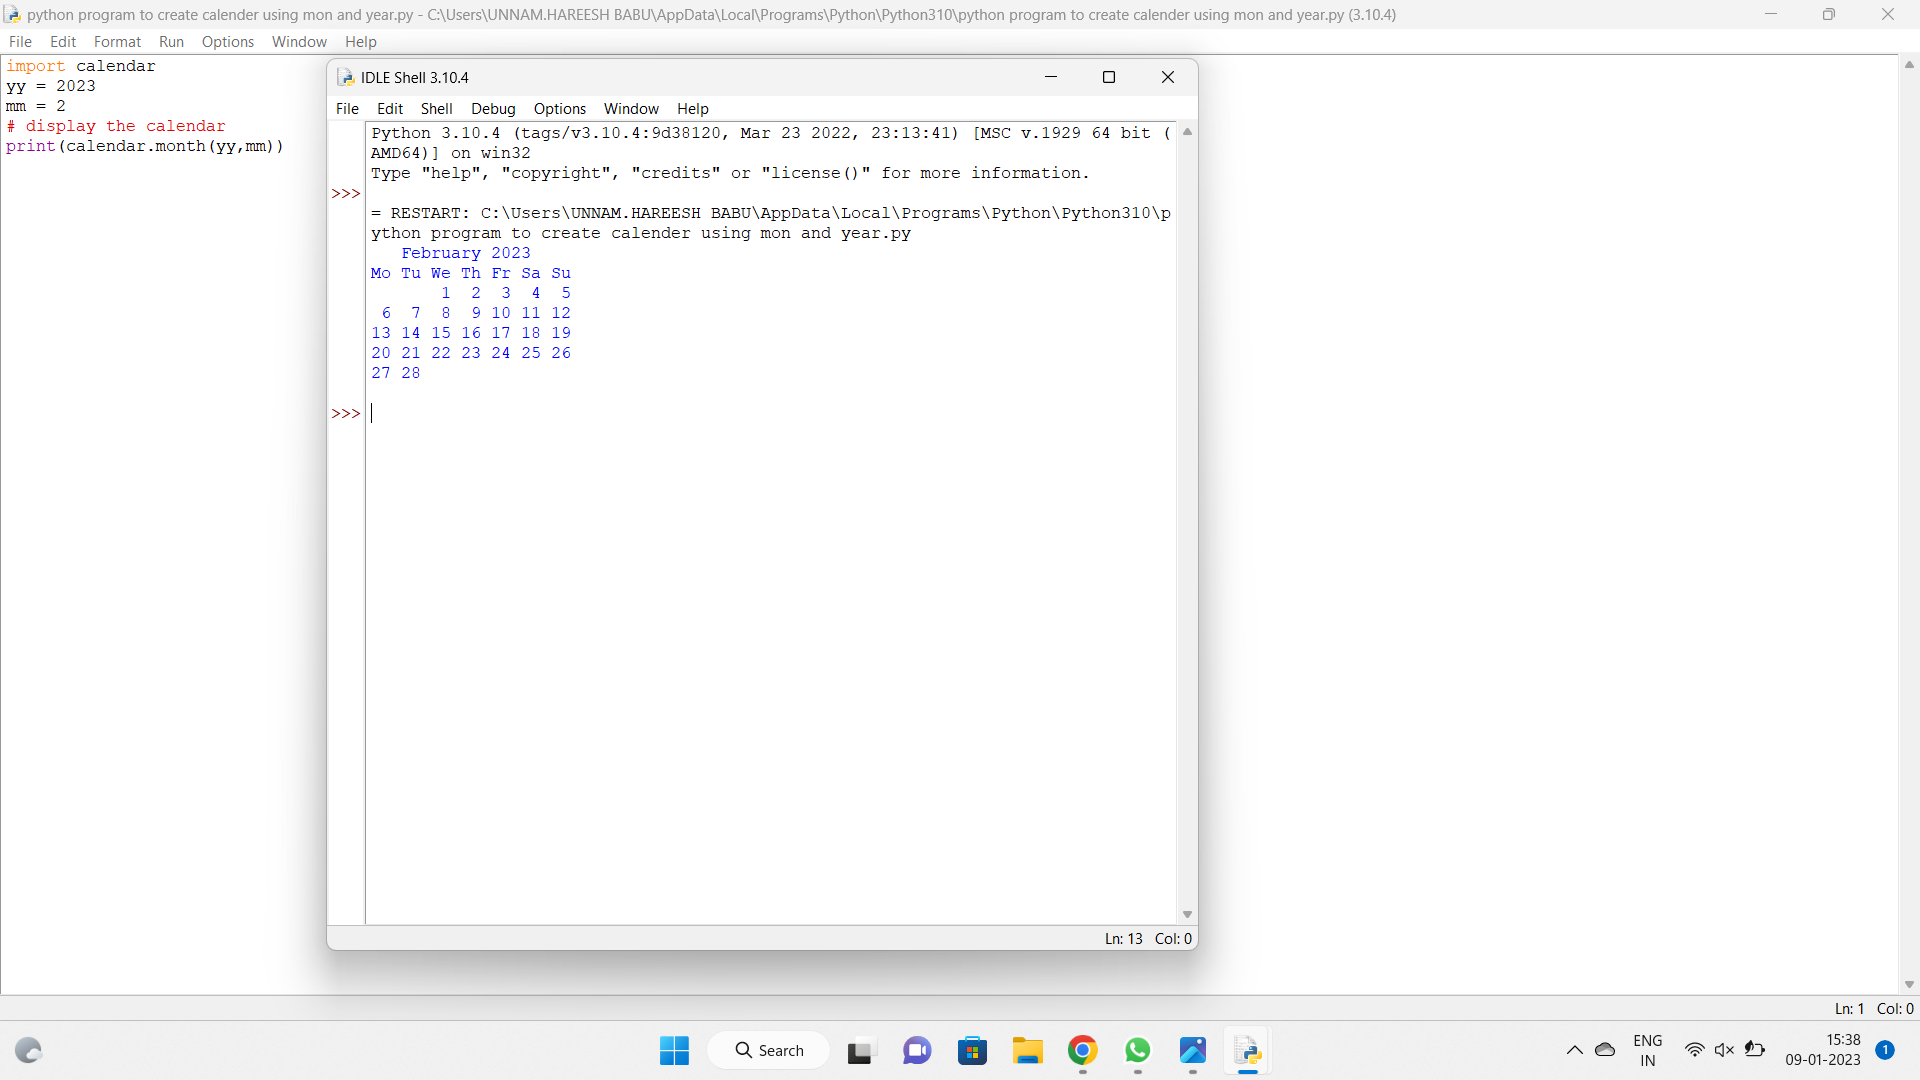 python program to create calender using mon and year.py - C:\Users\UNNAM.HAREESH BABU\AppData\Local\Programs\Python\Python310\python program to create calender using mon and year.py (3.10.4)
File Edit Format Run Options Window Help
import calendar
yy = 2023
mm = 2
# display the calendar
print(calendar.month(yy,mm))
IDLE Shell 3.10.4
File Edit Shell Debug Options Window Help
Python 3.10.4 (tags/v3.10.4:9d38120, Mar 23 2022, 23:13:41) [MSC v.1929 64 bit (
AMD64)] on win32
Type "help", "copyright", "credits" or "license()" for more information.
>>>
= RESTART: C:\Users\UNNAM.HAREESH BABU\AppData\Local\Programs\Python\Python310\p
ython program to create calender using mon and year.py
   February 2023
Mo Tu We Th Fr Sa Su
       1  2  3  4  5
 6  7  8  9 10 11 12
13 14 15 16 17 18 19
20 21 22 23 24 25 26
27 28
>>>
Ln: 13 Col: 0
Ln: 1 Col: 0
Search
ENG
IN
15:38
09-01-2023
1